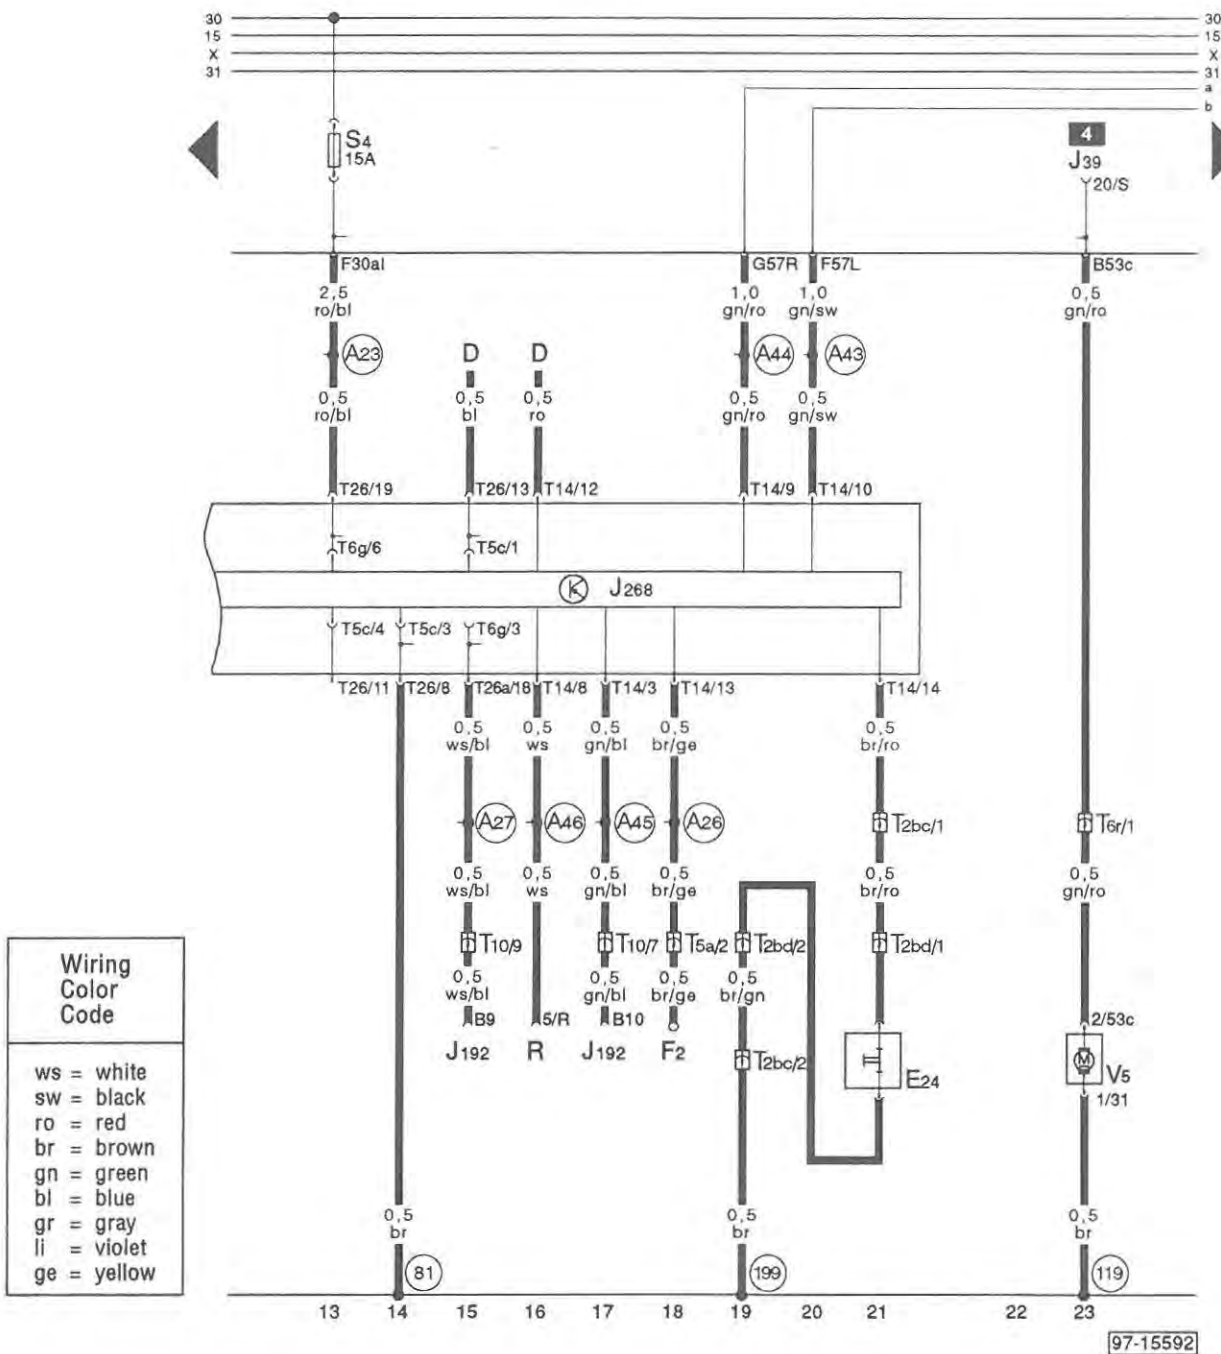 30 30
15 15
X X
31 31
a
b
S4
15A
4
J39
20/S
F30al G57R F57L B53c
2,5 1,0 1,0 0,5
ro/bl gn/ro gn/sw gn/ro
A23 D D A44 A43
0,5 0,5 0,5 0,5 0,5
ro/bl bl ro gn/ro gn/sw
T26/19 T26/13 T14/12 T14/9 T14/10
T6g/6 T5c/1
J268
T5c/4 T5c/3 T6g/3
T26/11 T26/8 T26a/18 T14/8 T14/3 T14/13 T14/14
0,5 0,5 0,5 0,5 0,5
ws/bl ws gn/bl br/ge br/ro
A27 A46 A45 A26 T2bc/1 T6r/1
0,5 0,5 0,5 0,5 0,5 0,5
ws/bl ws gn/bl br/ge br/ro gn/ro
T10/9 T10/7 T5a/2 T2bd/2 T2bd/1
0,5 0,5 0,5 0,5
ws/bl gn/bl br/ge br/gn
B9 5/R B10 2/53c
J192 R J192 F2 T2bc/2
E24
M V5
1/31
Wiring
Color
Code
ws = white
sw = black
ro = red
br = brown
gn = green
bl = blue
gr = gray
li = violet
ge = yellow
0,5 0,5 0,5
br br br
81 199 119
13 14 15 16 17 18 19 20 21 22 23
97-15592